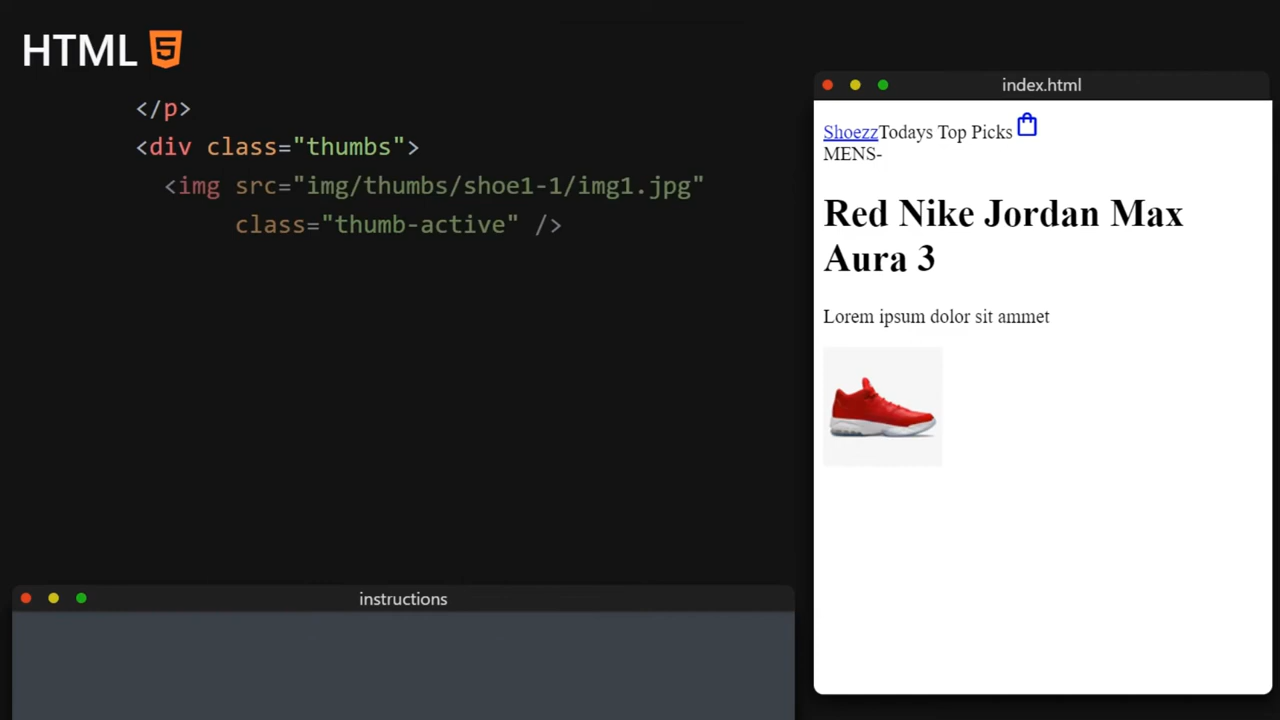 HTML
</p>
<div class="thumbs">
<img src="img/thumbs/shoe1-1/img1.jpg"
class="thumb-active" />
instructions
index.html
ShoezzTodays Top Picks
MENS-
Red Nike Jordan Max
Aura 3
Lorem ipsum dolor sit ammet